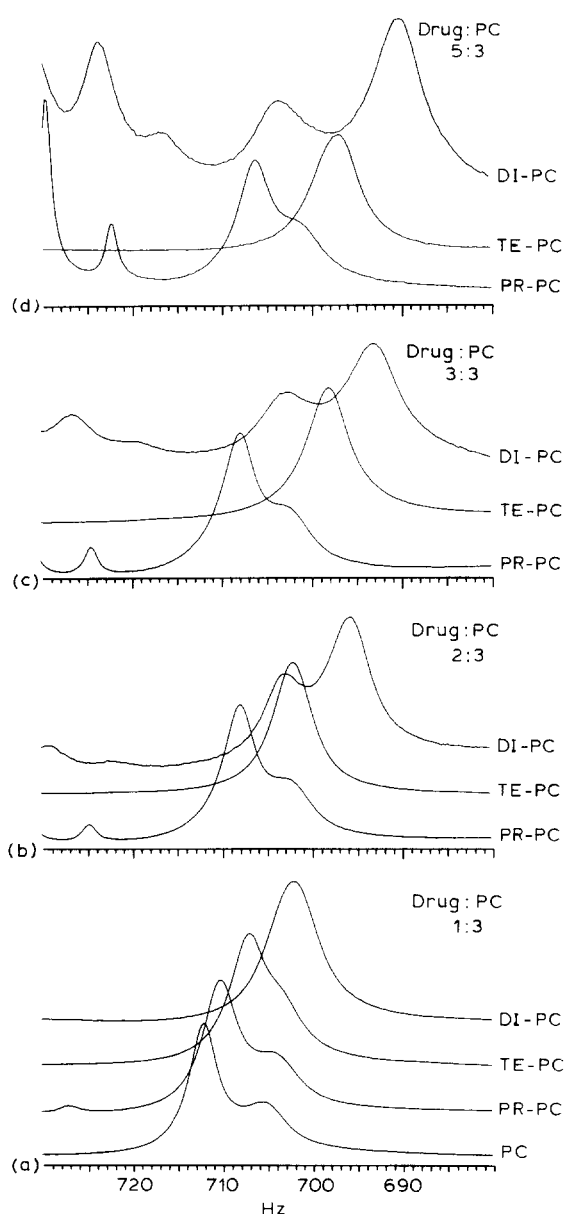 Drug:PC
5:3
DI-PC
TE-PC
PR-PC
(d)
Drug:PC
3:3
DI-PC
TE-PC
PR-PC
(c)
Drug:PC
2:3
DI-PC
TE-PC
PR-PC
(b)
Drug:PC
1:3
DI-PC
TE-PC
PR-PC
PC
(a)
720 710 700 690
Hz